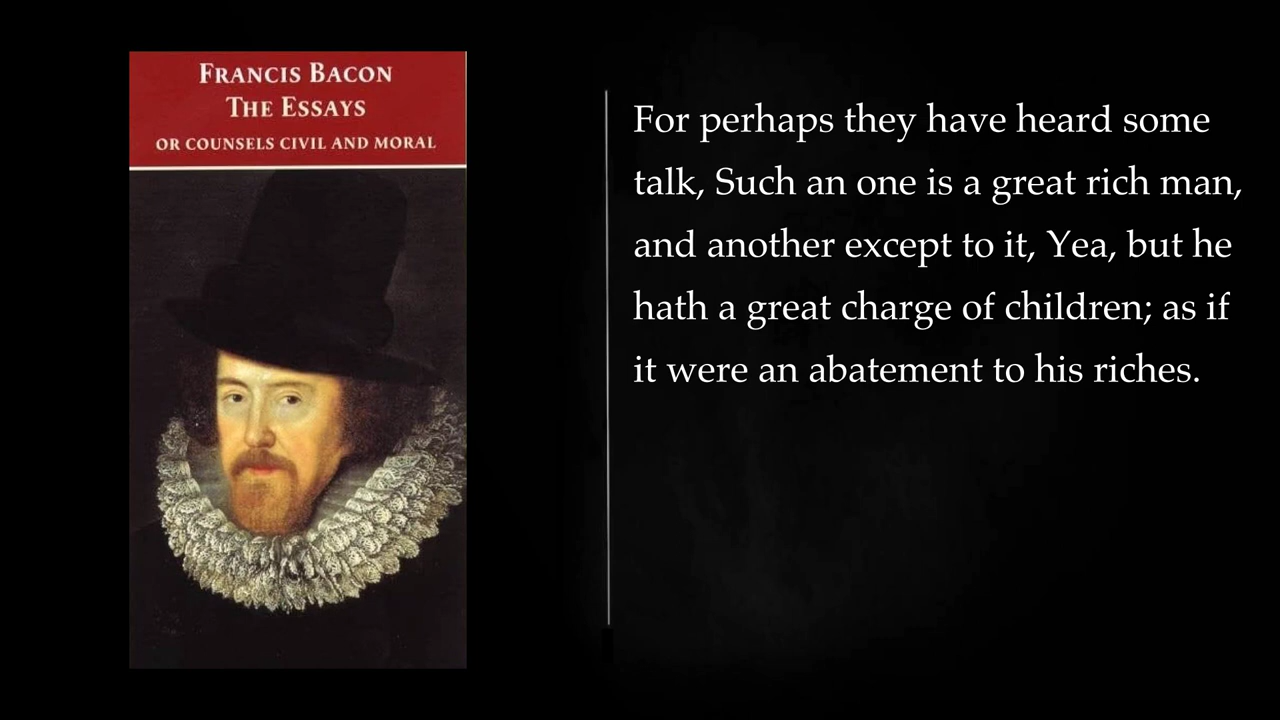 FRANCIS BACON
THE ESSAYS
OR COUNSELS CIVIL AND MORAL
For perhaps they have heard some
talk, Such an one is a great rich man,
and another except to it, Yea, but he
hath a great charge of children; as if
it were an abatement to his riches.